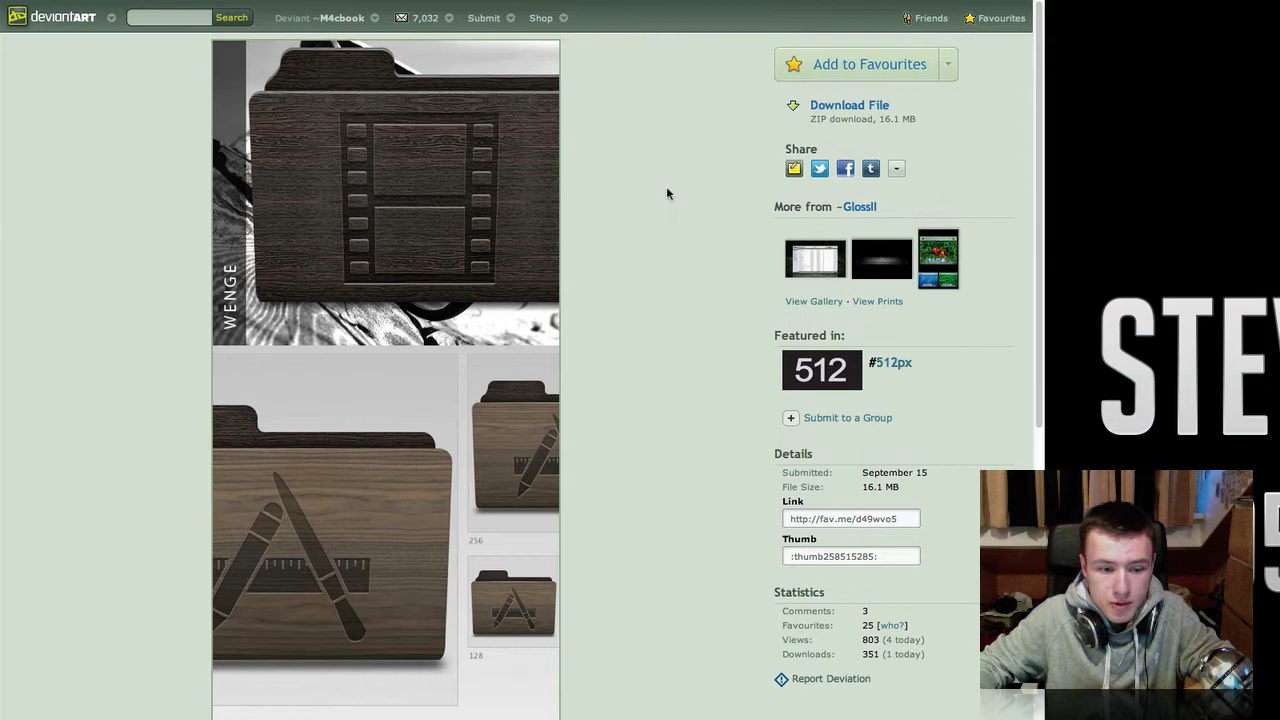 deviantART
Search
Deviant ~M4cbook
7,032
Submit
Shop
Friends
Favourites
Add to Favourites
Download File
ZIP download, 16.1 MB
Share
More from ~Glossll
View Gallery · View Prints
Featured in:
512
#512px
+ Submit to a Group
Details
Submitted: September 15
File Size: 16.1 MB
Link
http://fav.me/d49wvo5
Thumb
:thumb258515285:
Statistics
Comments: 3
Favourites: 25 [who?]
Views: 803 (4 today)
Downloads: 351 (1 today)
Report Deviation
WENGE
256
128
STEV
5